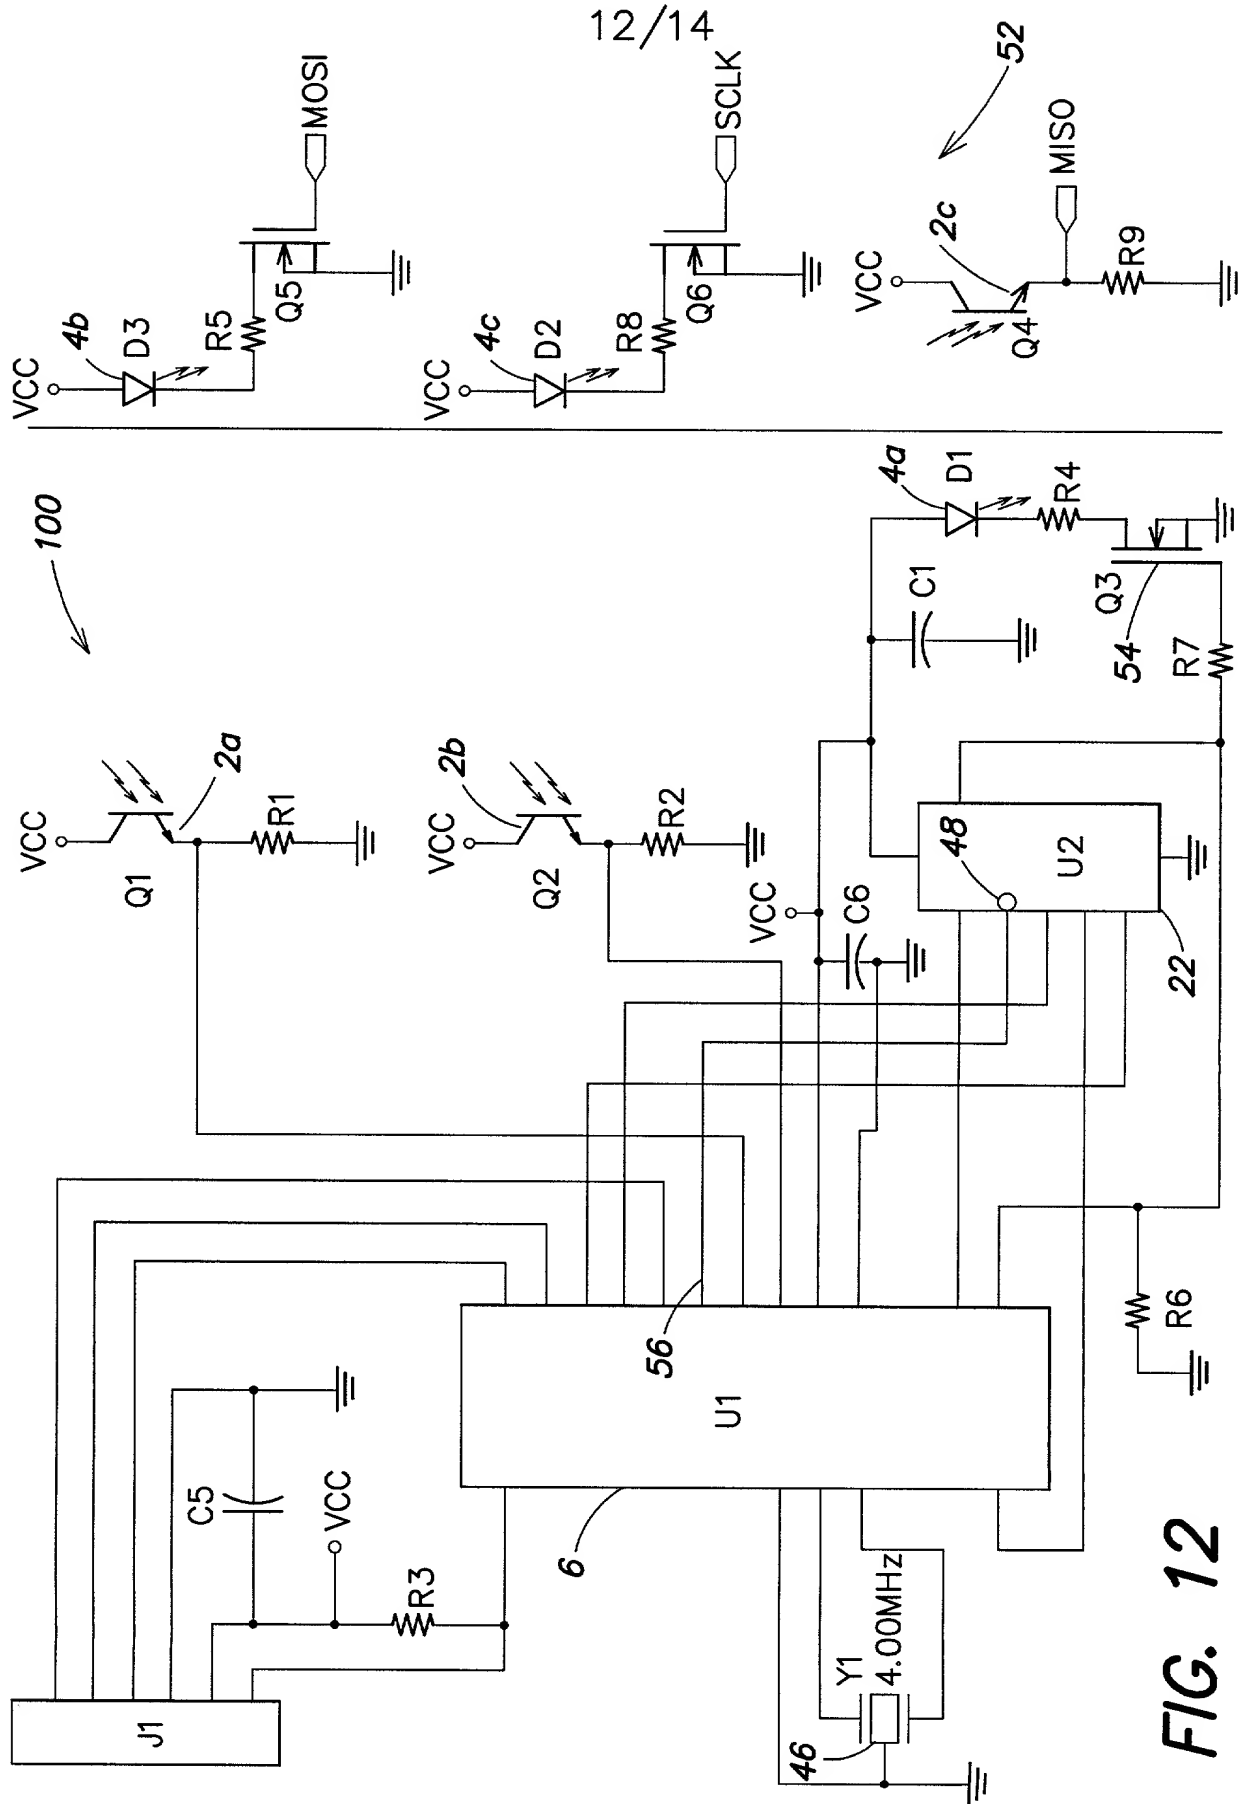 12/14
VCC
4b
D3
R5
Q5
MOSI
VCC
4c
D2
R8
Q6
SCLK
VCC
2c
Q4
MISO
R9
52
100
VCC
Q1
2a
R1
VCC
Q2
2b
R2
VCC
C6
C1
4a
D1
R4
Q3
54
R7
48
U2
22
R6
56
U1
6
C5
VCC
R3
J1
Y1
4.00MHz
46
FIG. 12